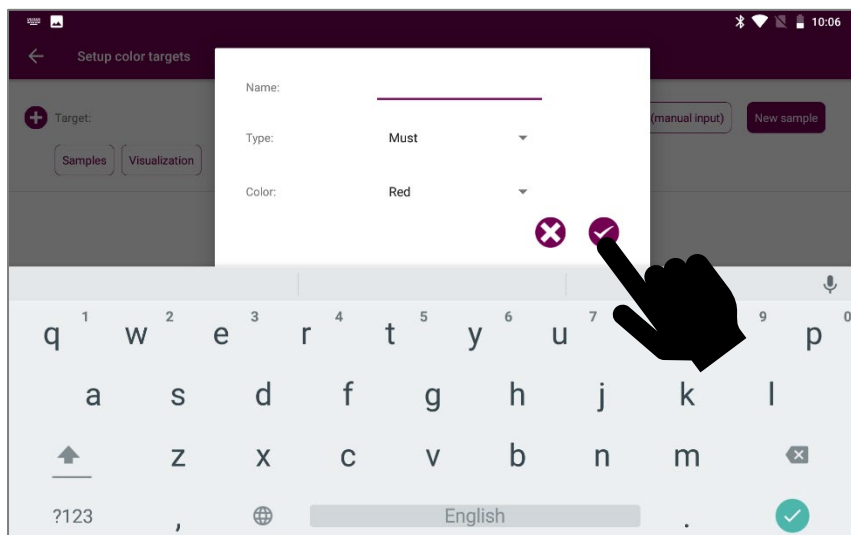 10:06
Setup color targets
Name:
Target:
(manual input)
New sample
Type:
Must
Samples
Visualization
Color:
Red
q 1 w 2 e 3 r 4 t 5 y 6 u 7 9 p 0
a s d f g h j k l
z x c v b n m
?123 , English .